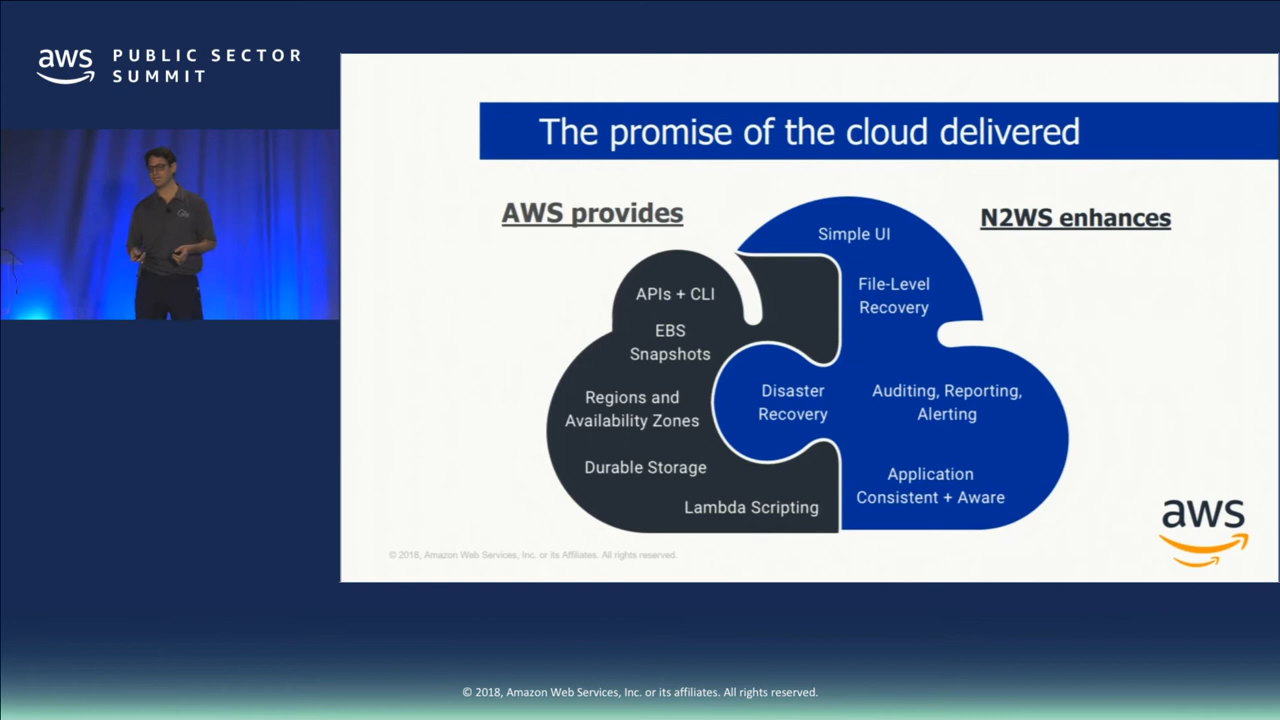 aws PUBLIC SECTOR
SUMMIT
The promise of the cloud delivered
AWS provides
N2WS enhances
APIs + CLI
EBS
Snapshots
Regions and
Availability Zones
Durable Storage
Lambda Scripting
Simple UI
File-Level
Recovery
Disaster
Recovery
Auditing, Reporting,
Alerting
Application
Consistent + Aware
aws
© 2018, Amazon Web Services, Inc. or its Affiliates. All rights reserved.
© 2018, Amazon Web Services, Inc. or its affiliates. All rights reserved.